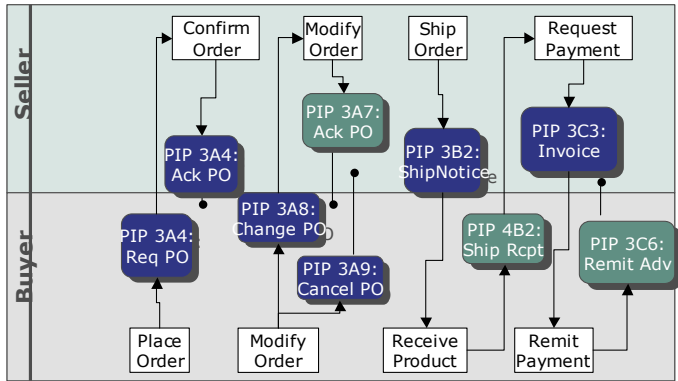 Seller
Confirm
Order
Modify
Order
Ship
Order
Request
Payment
PIP 3A4:
Ack PO
PIP 3A7:
Ack PO
PIP 3B2:
ShipNotice
PIP 3C3:
Invoice
Buyer
PIP 3A4:
Req PO
PIP 3A8:
Change PO
PIP 3A9:
Cancel PO
PIP 4B2:
Ship Rcpt
PIP 3C6:
Remit Adv
Place
Order
Modify
Order
Receive
Product
Remit
Payment